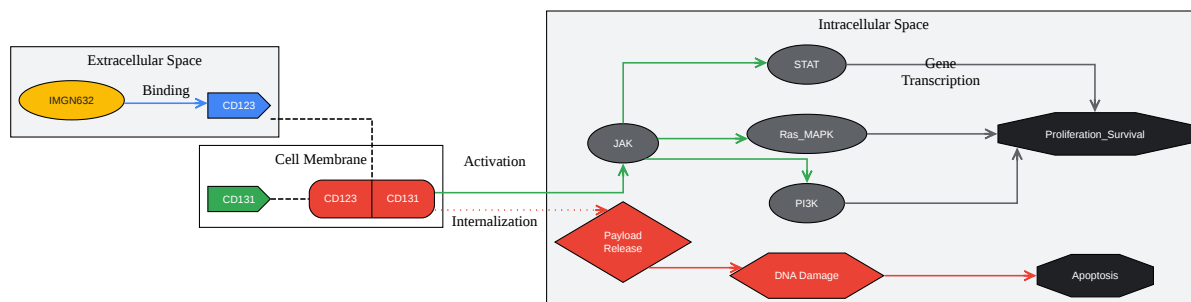 Intracellular Space
Extracellular Space
IMGN632
Binding
CD123
STAT
Gene
Transcription
Cell Membrane
CD131
CD123
CD131
Activation
Internalization
JAK
Ras_MAPK
PI3K
Proliferation_Survival
Payload
Release
DNA Damage
Apoptosis